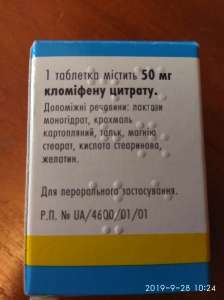 1 таблетка містить 50 мг
кломіфену цитрату.
Допоміжні речовини: лактози
моногідрат, крохмаль
картопляний, тальк, магнію
стеарат, кислота стеаринова,
желатин.
Для перорального застосування.
Р.П. № UA/4600/01/01
2019-9-28 10:24